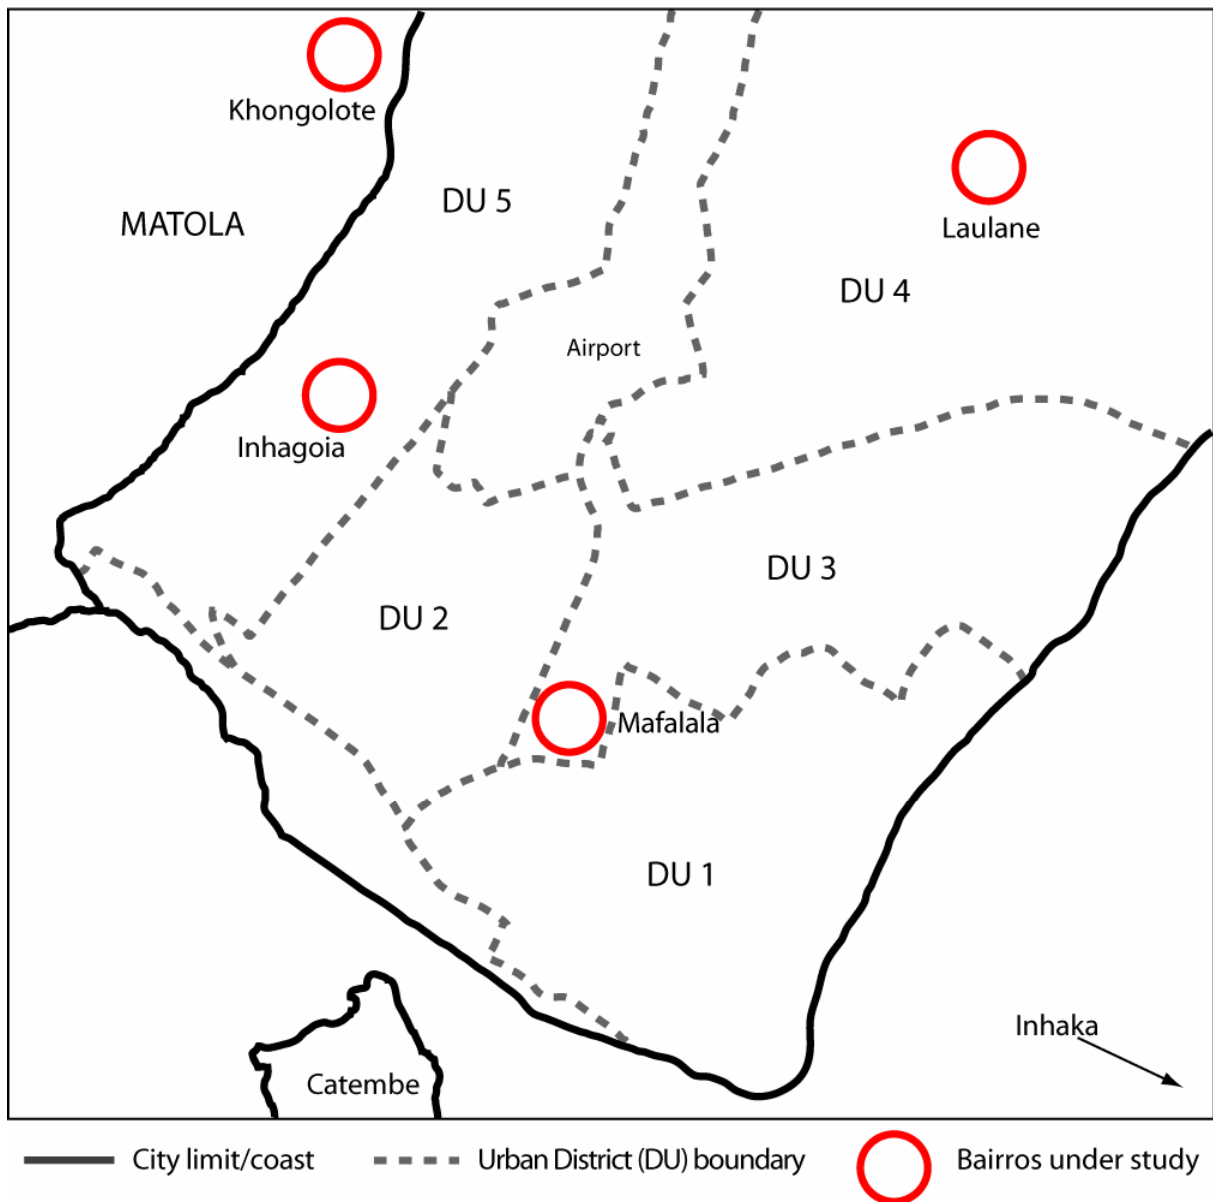 Khongolote
DU 5
MATOLA
Laulane
DU 4
Airport
Inhagoia
DU 3
DU 2
Mafalala
DU 1
Inhaka
Catembe
City limit/coast
Urban District (DU) boundary
Bairros under study